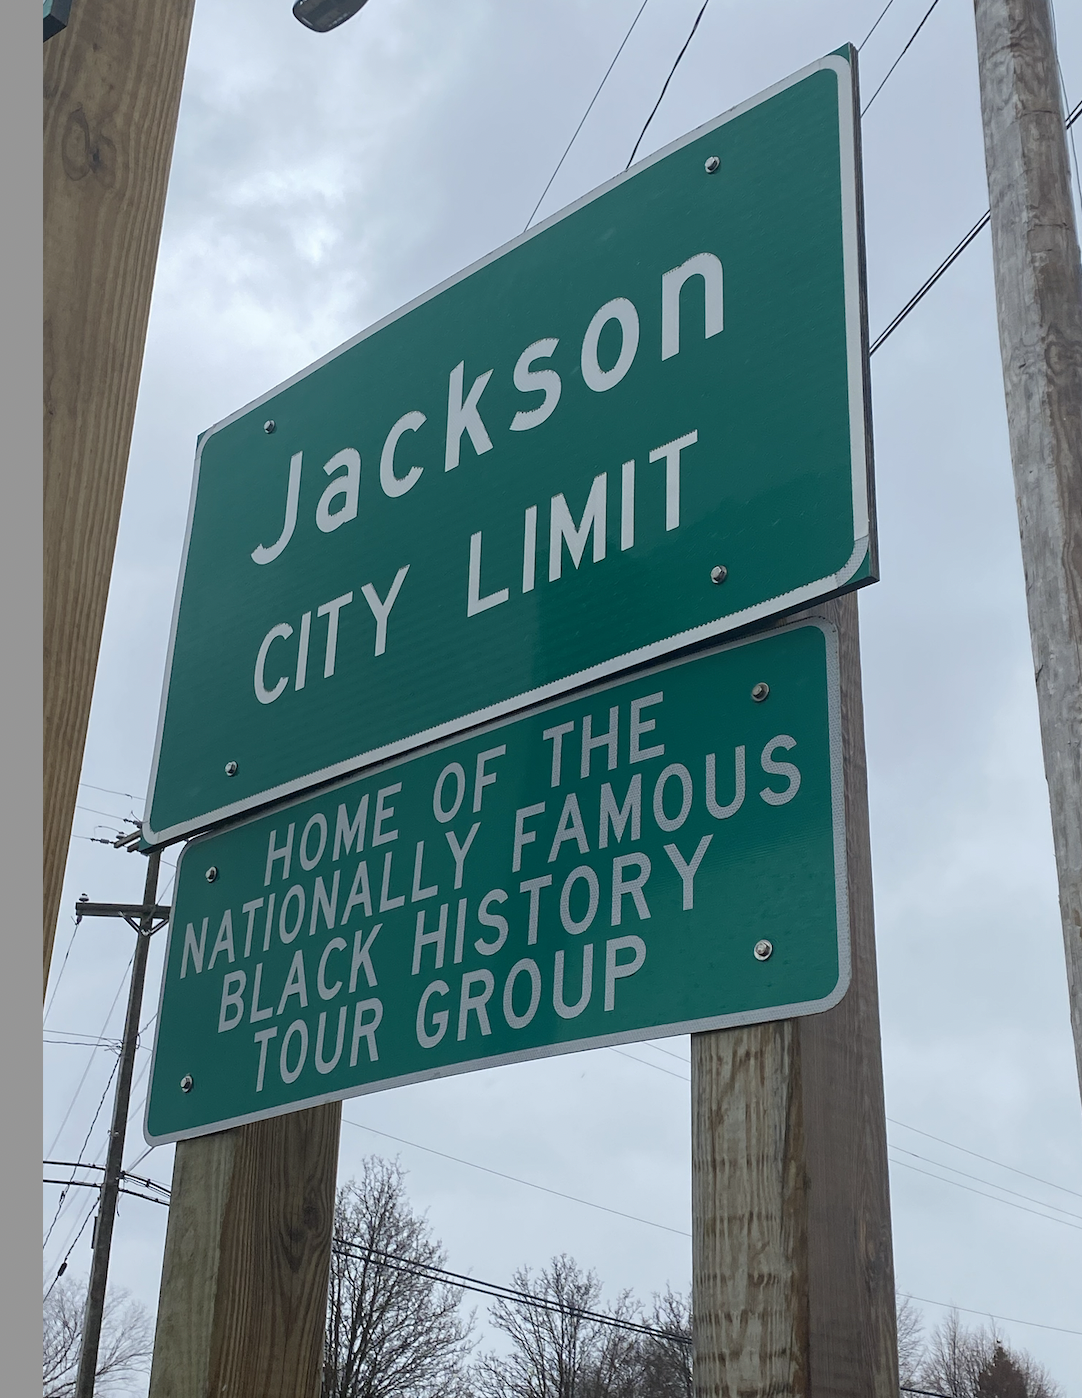 Jackson
CITY LIMIT
HOME OF THE
NATIONALLY FAMOUS
BLACK HISTORY
TOUR GROUP